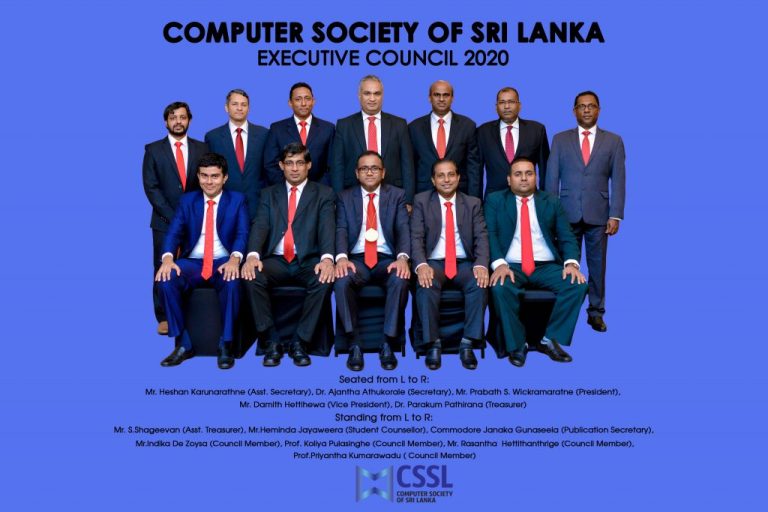 COMPUTER SOCIETY OF SRI LANKA
EXECUTIVE COUNCIL 2020
Seated from L to R:
Mr. Heshan Karunarathne (Asst. Secretary), Dr. Ajantha Athukorale (Secretary), Mr. Prabath S. Wickramaratne (President),
Mr. Damith Hettihewa (Vice President), Dr. Parakum Pathirana (Treasurer)
Standing from L to R:
Mr. S.Shageevan (Asst. Treasurer), Mr.Heminda Jayaweera (Student Counsellor), Commodore Janaka Gunaseela (Publication Secretary),
Mr.Indika De Zoysa (Council Member), Prof. Koliya Pulasinghe (Council Member), Mr. Rasantha Hettithanthrige (Council Member),
Prof.Priyantha Kumarawadu ( Council Member)
CSSL
COMPUTER SOCIETY
OF SRI LANKA